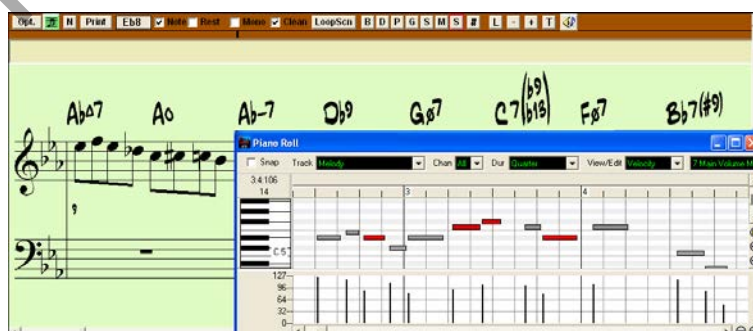 Opt. N Print Eb8 Note Rest Mono Clean LoopScn B D P G S M S # L - + T
Ab△7 Ao Ab-7 Db9 Gø7 C7(b9 b13) Fø7 Bb7(#9)
Piano Roll
Snap Track Melody Chan All Dur Quarter View/Edit Velocity 7 Main Volume M
3:4:106
14 3 4
C5
127
96
64
32
0